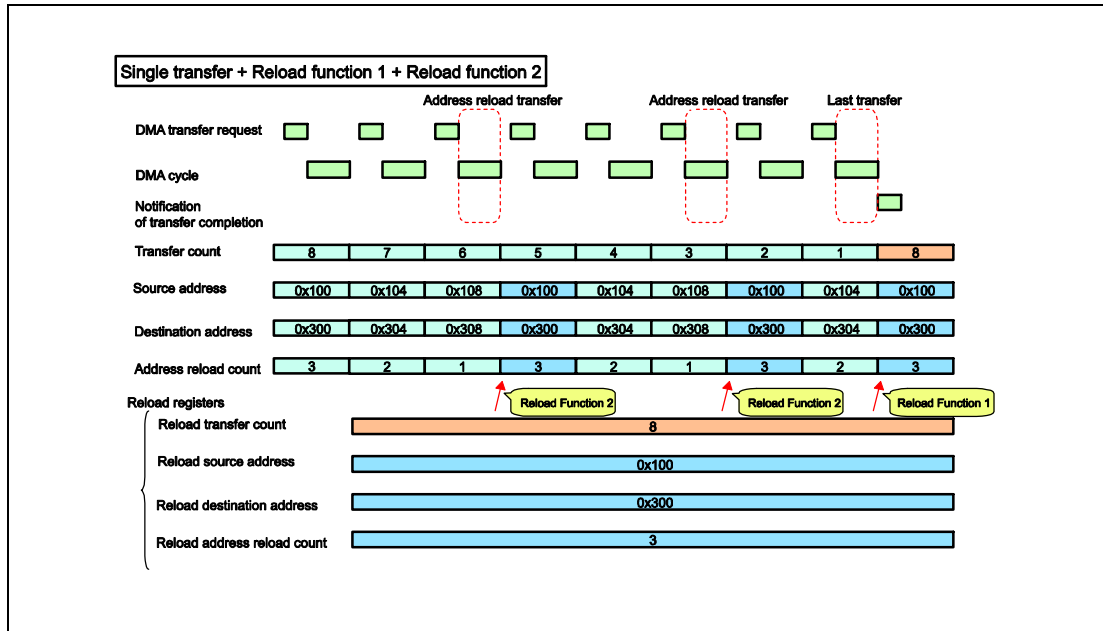 Single transfer + Reload function 1 + Reload function 2
Address reload transfer Address reload transfer Last transfer
DMA transfer request
DMA cycle
Notification
of transfer completion
Transfer count 8 7 6 5 4 3 2 1 8
Source address 0x100 0x104 0x108 0x100 0x104 0x108 0x100 0x104 0x100
Destination address 0x300 0x304 0x308 0x300 0x304 0x308 0x300 0x304 0x300
Address reload count 3 2 1 3 2 1 3 2 3
Reload Function 2 Reload Function 2 Reload Function 1
Reload registers
Reload transfer count 8
Reload source address 0x100
Reload destination address 0x300
Reload address reload count 3